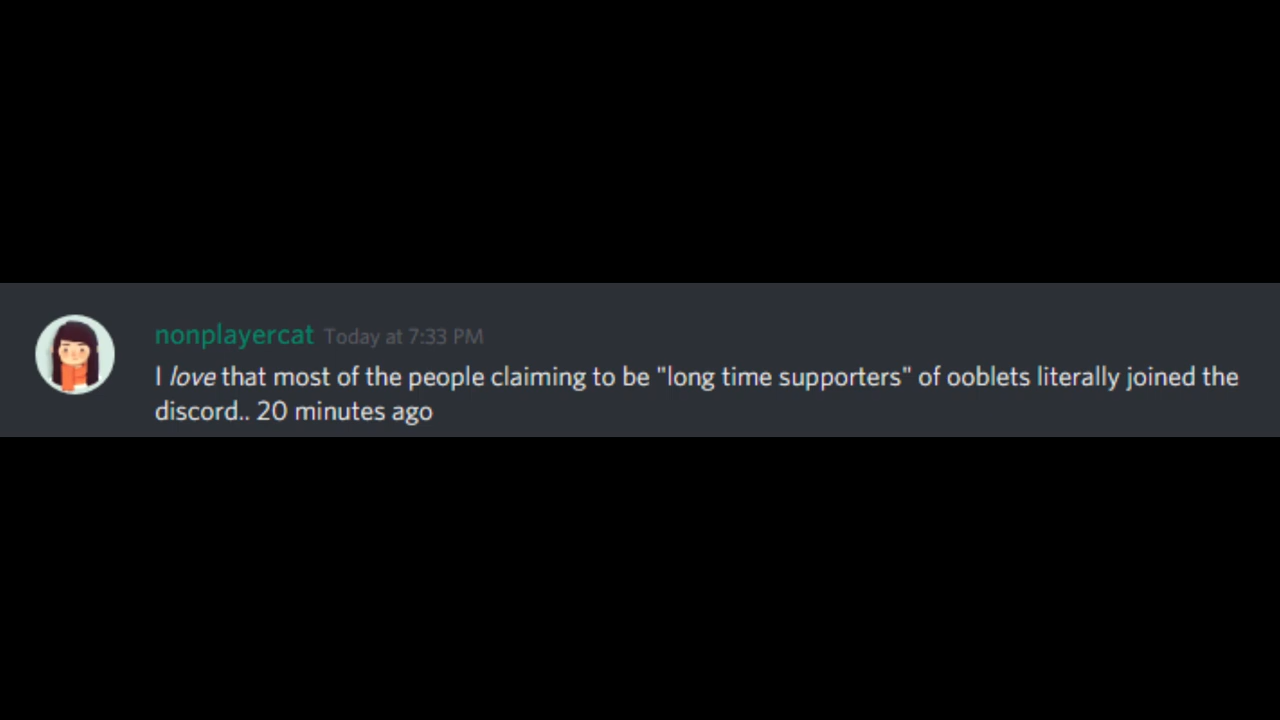 nonplayercat Today at 7:33 PM
I love that most of the people claiming to be "long time supporters" of ooblets literally joined the
discord.. 20 minutes ago